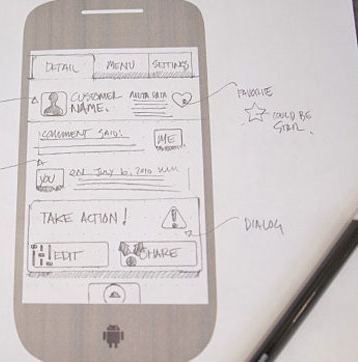 DETAIL MENU SETTINGS
CUSTOMER
NAME.
FAVORITE
COULD BE
STAR.
COMMENT SAID:
ME
YOU
ON JULY 6, 2010
TAKE ACTION!
DIALOG
EDIT
SHARE